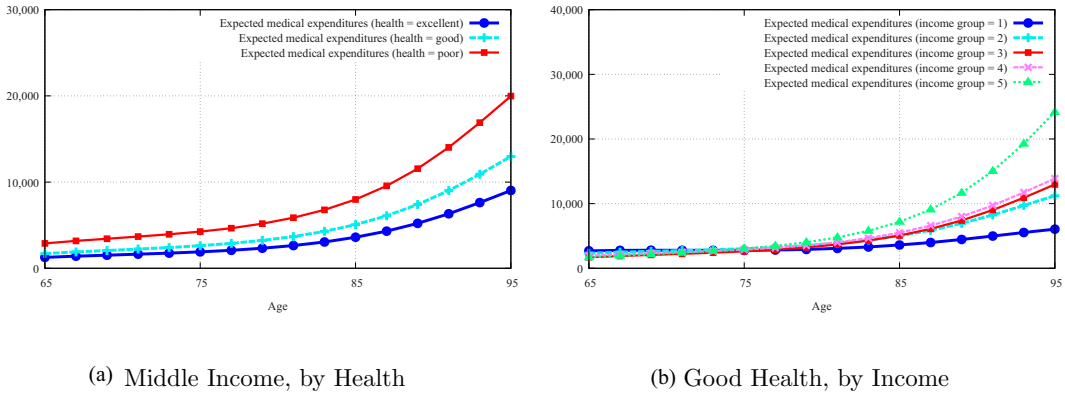 30,000
20,000
10,000
0
Expected medical expenditures (health = excellent)
Expected medical expenditures (health = good)
Expected medical expenditures (health = poor)
65 75 85 95
Age
(a) Middle Income, by Health
40,000
30,000
20,000
10,000
0
Expected medical expenditures (income group = 1)
Expected medical expenditures (income group = 2)
Expected medical expenditures (income group = 3)
Expected medical expenditures (income group = 4)
Expected medical expenditures (income group = 5)
65 75 85 95
Age
(b) Good Health, by Income